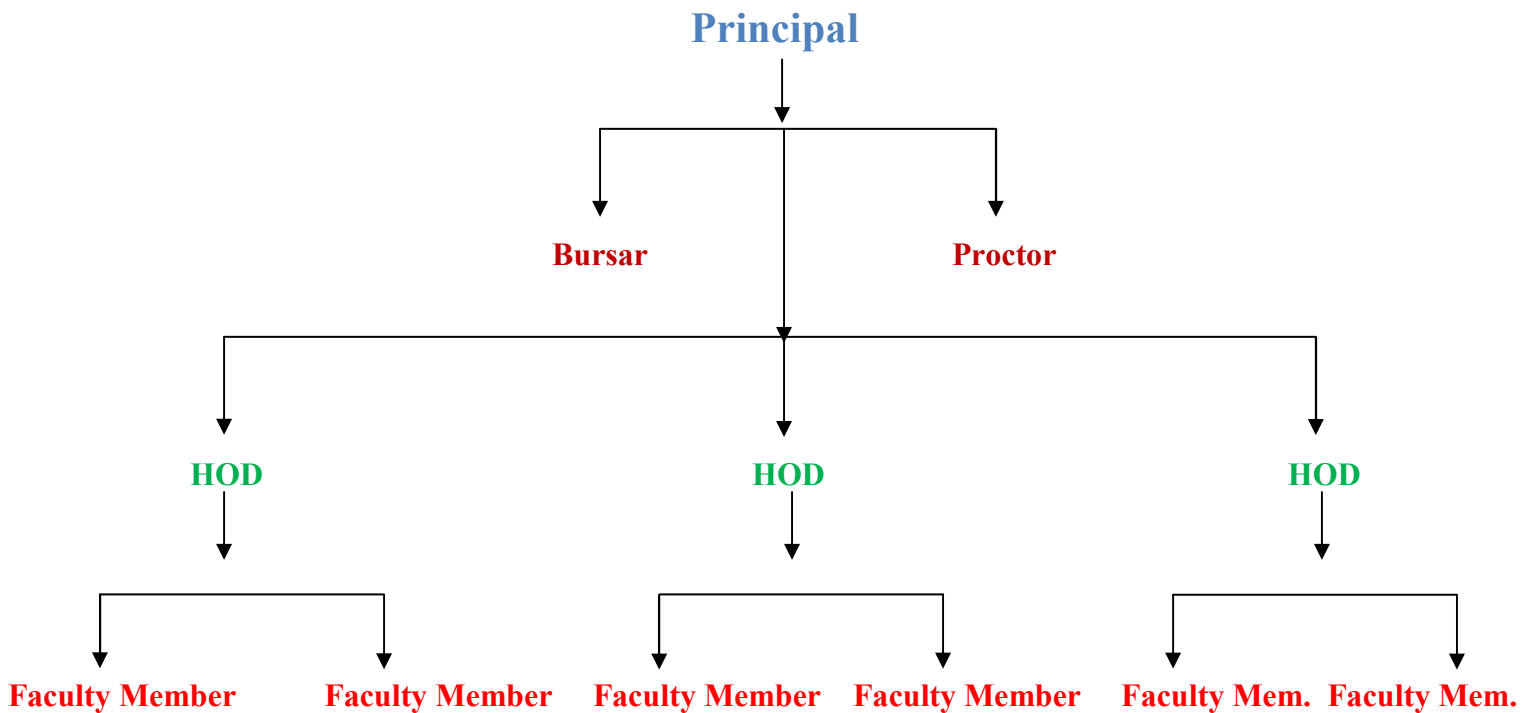 Principal
Bursar Proctor
HOD HOD HOD
Faculty Member Faculty Member Faculty Member Faculty Member Faculty Mem. Faculty Mem.